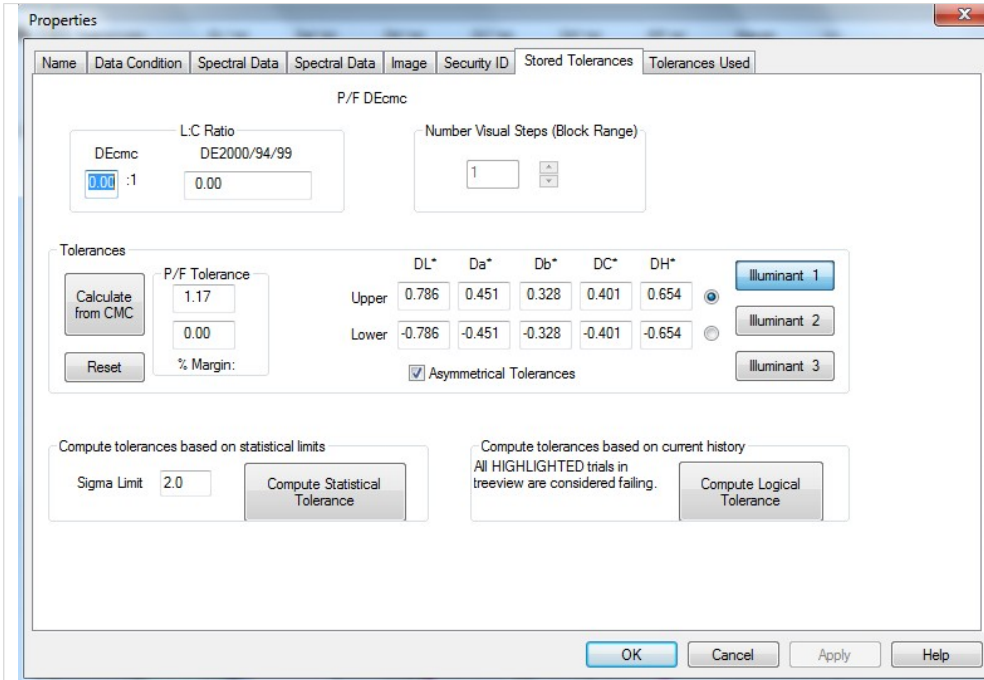 Properties
x
Name Data Condition Spectral Data Spectral Data Image Security ID Stored Tolerances Tolerances Used
P/F DEcmc
L:C Ratio
DEcmc DE2000/94/99
0.00 :1 0.00
Number Visual Steps (Block Range)
1
Tolerances
Calculate from CMC
Reset
P/F Tolerance
1.17
0.00
% Margin:
DL* Da* Db* DC* DH*
Upper 0.786 0.451 0.328 0.401 0.654
Lower -0.786 -0.451 -0.328 -0.401 -0.654
Asymmetrical Tolerances
Illuminant 1
Illuminant 2
Illuminant 3
Compute tolerances based on statistical limits
Sigma Limit 2.0
Compute Statistical
Tolerance
Compute tolerances based on current history
All HIGHLIGHTED trials in
treeview are considered failing.
Compute Logical
Tolerance
OK Cancel Apply Help